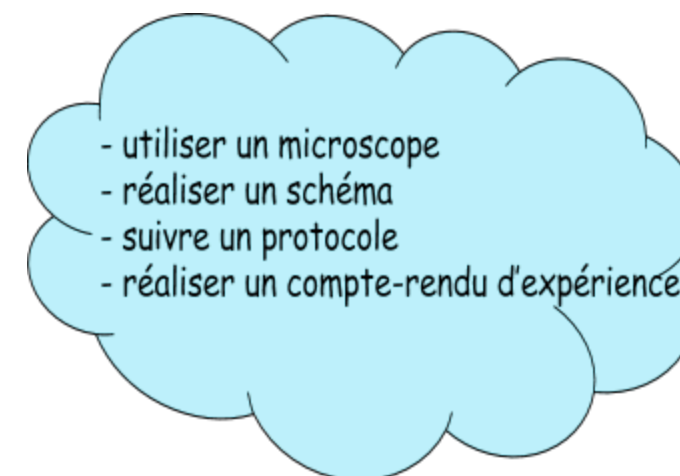 - utiliser un microscope
- réaliser un schéma
- suivre un protocole
- réaliser un compte-rendu d'expérience